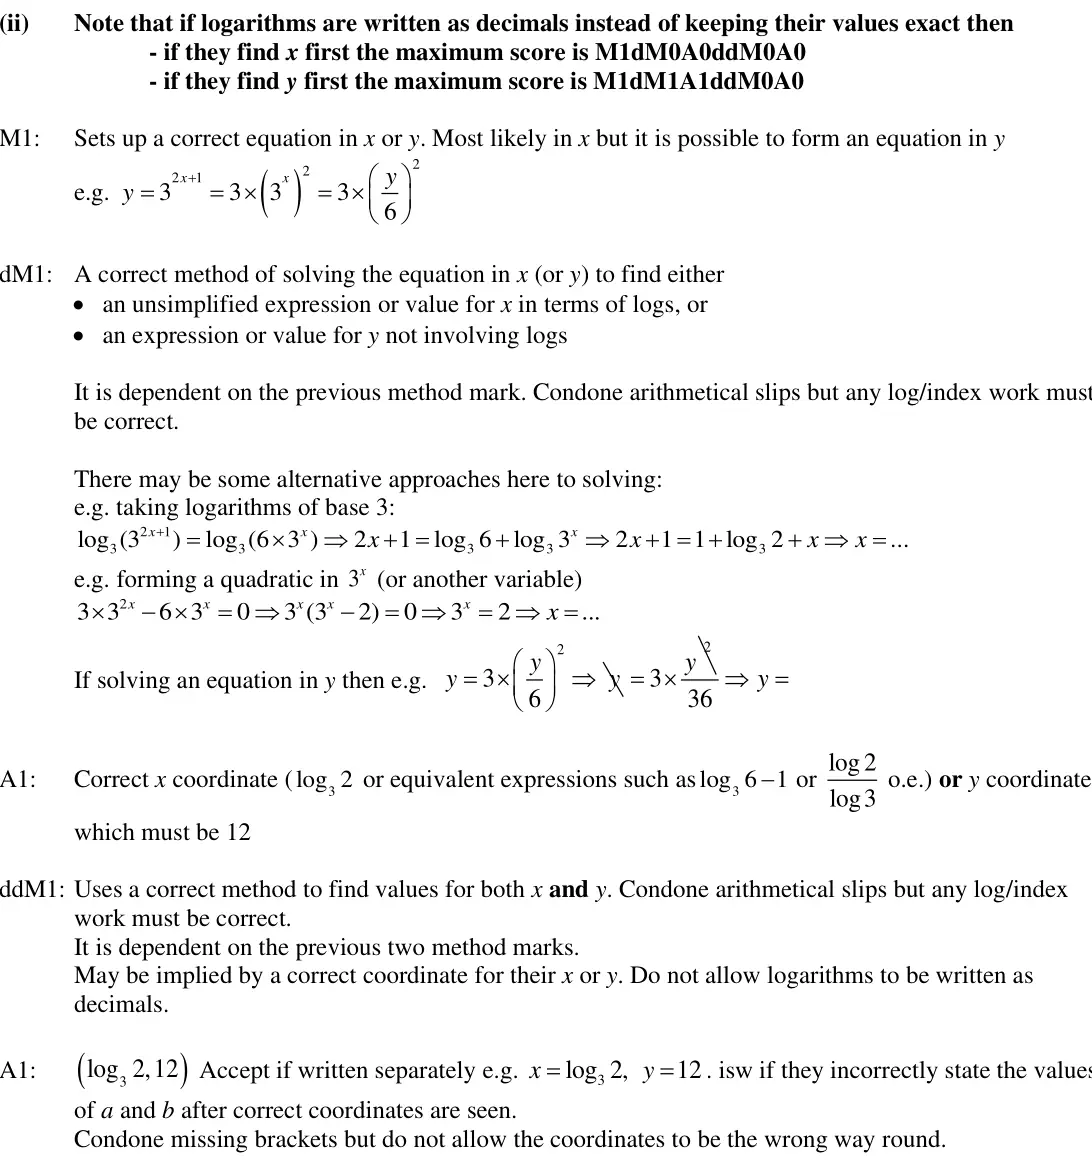 (ii) Note that if logarithms are written as decimals instead of keeping their values exact then
- if they find x first the maximum score is M1dM0A0ddM0A0
- if they find y first the maximum score is M1dM1A1ddM0A0
M1: Sets up a correct equation in x or y. Most likely in x but it is possible to form an equation in y
e.g. y = 3^{2x+1} = 3×(3^x)^2 = 3×(y/6)^2
dM1: A correct method of solving the equation in x (or y) to find either
• an unsimplified expression or value for x in terms of logs, or
• an expression or value for y not involving logs
It is dependent on the previous method mark. Condone arithmetical slips but any log/index work must
be correct.
There may be some alternative approaches here to solving:
e.g. taking logarithms of base 3:
log_3(3^{2x+1}) = log_3(6×3^x) ⇒ 2x+1 = log_3 6 + log_3 3^x ⇒ 2x+1 = 1+log_3 2 + x ⇒ x = ...
e.g. forming a quadratic in 3^x (or another variable)
3×3^{2x} − 6×3^x = 0 ⇒ 3^x(3^x − 2) = 0 ⇒ 3^x = 2 ⇒ x = ...
If solving an equation in y then e.g. y = 3×(y/6)^2 ⇒ y = 3×y^2/36 ⇒ y =
A1: Correct x coordinate (log_3 2 or equivalent expressions such as log_3 6 − 1 or log 2/log 3 o.e.) or y coordinate
which must be 12
ddM1: Uses a correct method to find values for both x and y. Condone arithmetical slips but any log/index
work must be correct.
It is dependent on the previous two method marks.
May be implied by a correct coordinate for their x or y. Do not allow logarithms to be written as
decimals.
A1: (log_3 2, 12) Accept if written separately e.g. x = log_3 2, y = 12. isw if they incorrectly state the values
of a and b after correct coordinates are seen.
Condone missing brackets but do not allow the coordinates to be the wrong way round.